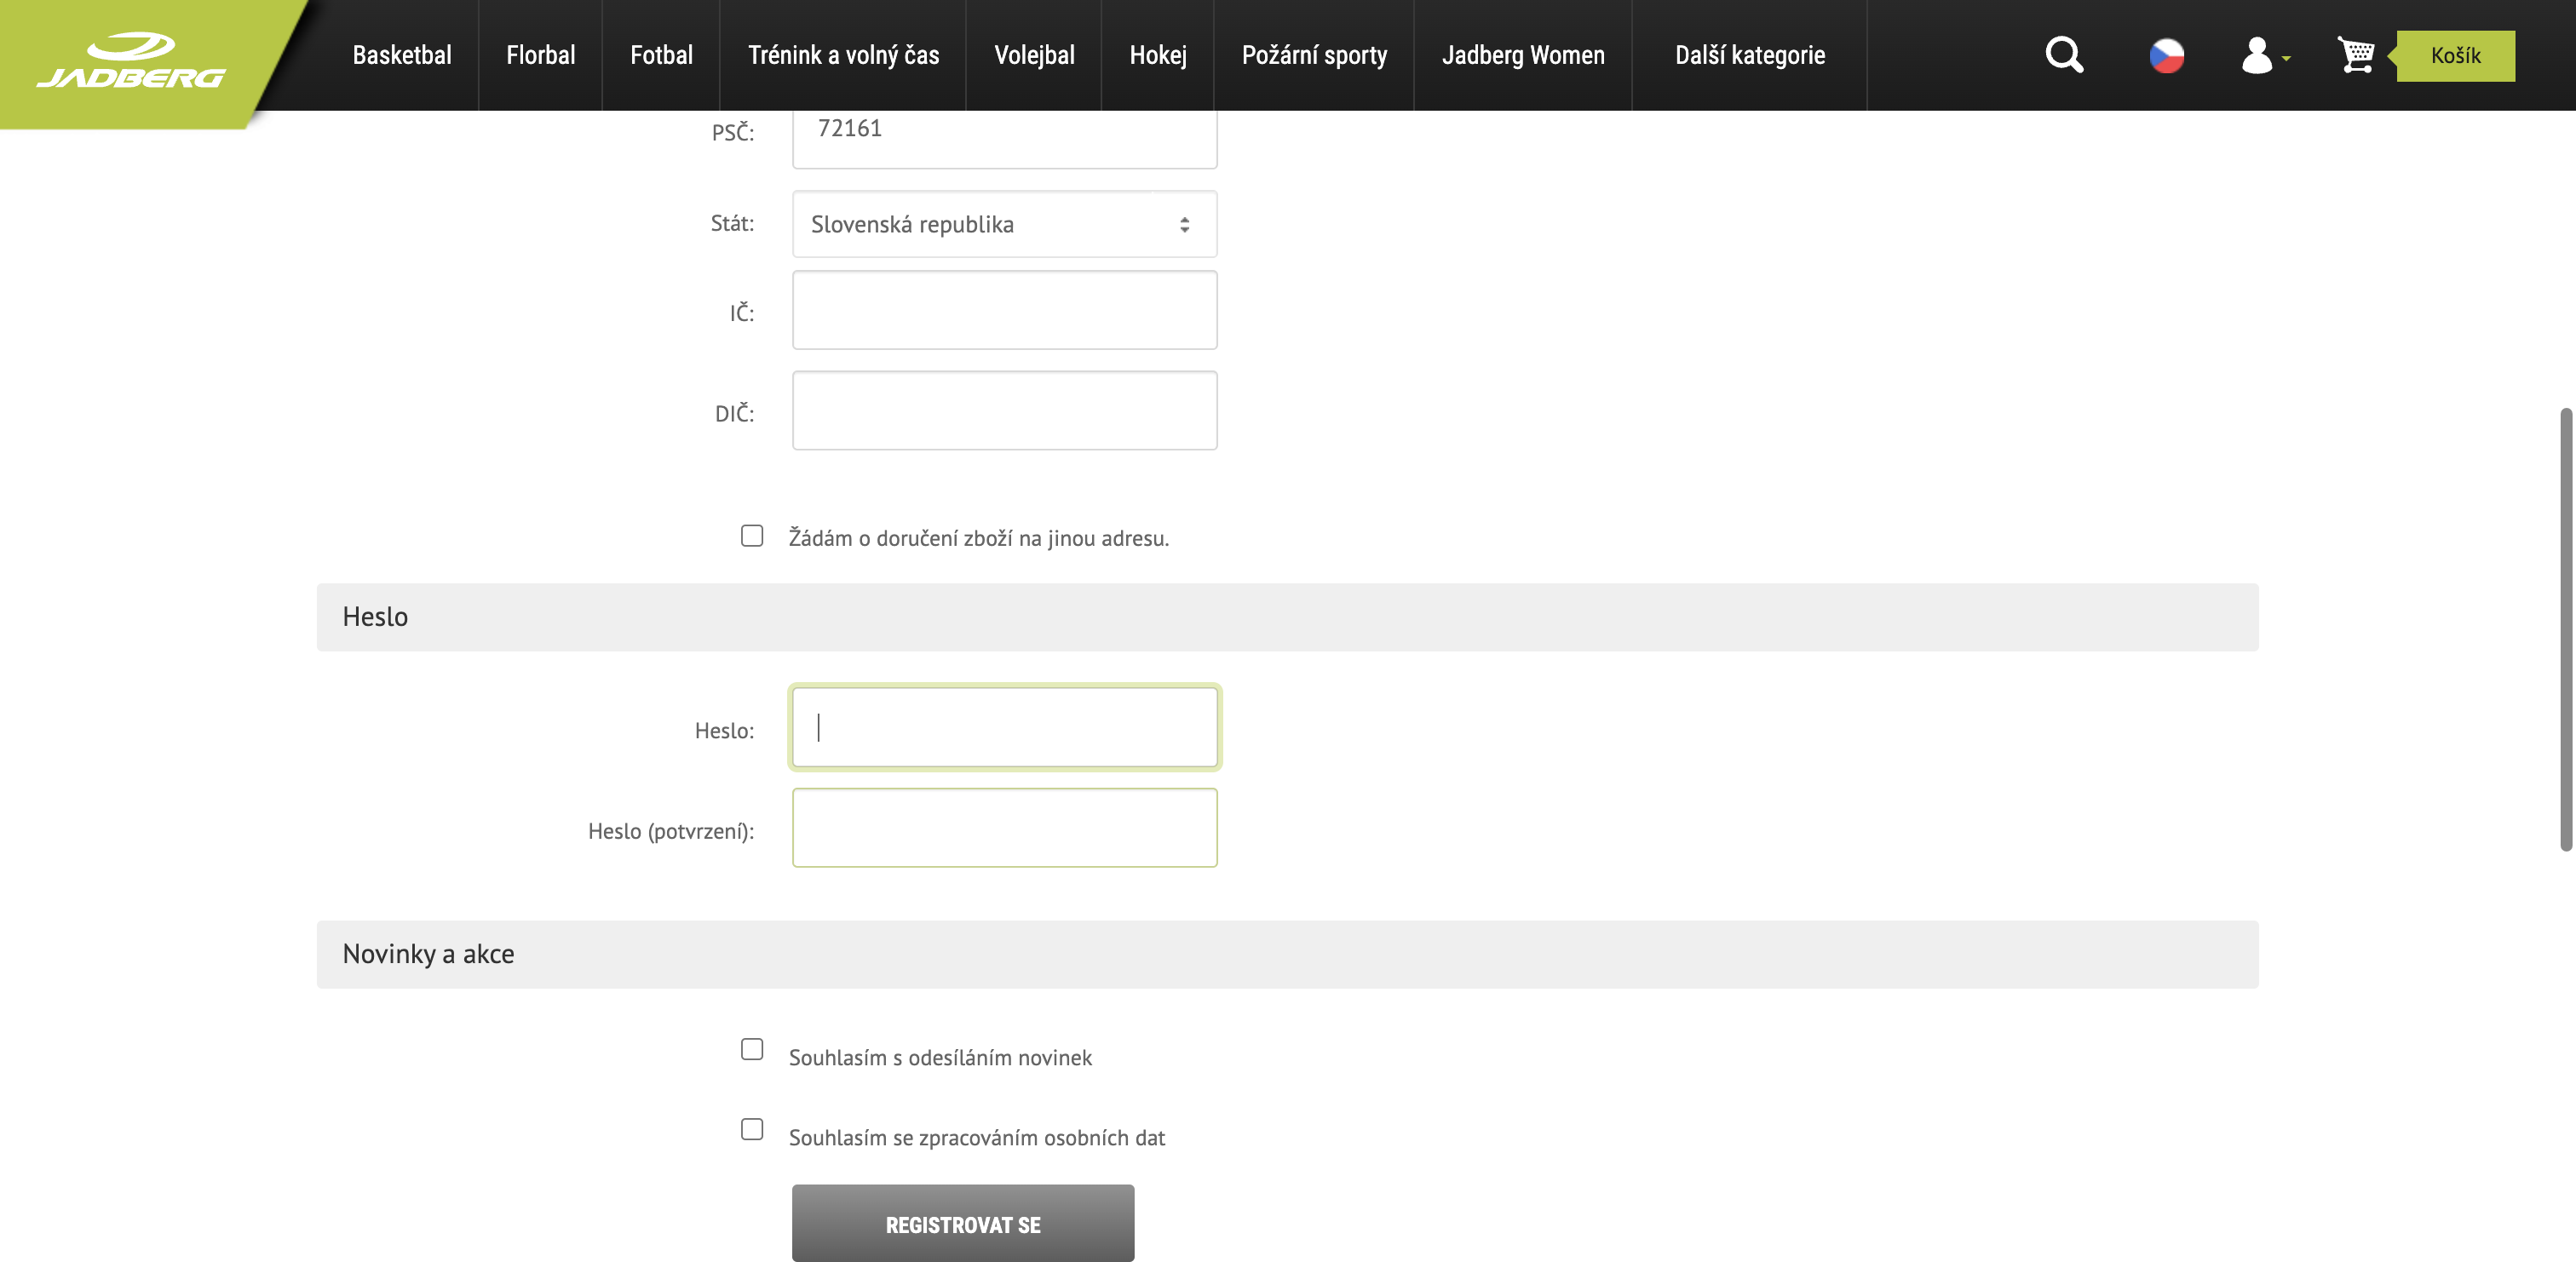 JADBERG
Basketbal Florbal Fotbal Trénink a volný čas Volejbal Hokej Požární sporty Jadberg Women Další kategorie Košík
PSČ: 72161
Stát: Slovenská republika
IČ:
DIČ:
Žádám o doručení zboží na jinou adresu.
Heslo
Heslo:
Heslo (potvrzení):
Novinky a akce
Souhlasím s odesíláním novinek
Souhlasím se zpracováním osobních dat
REGISTROVAT SE